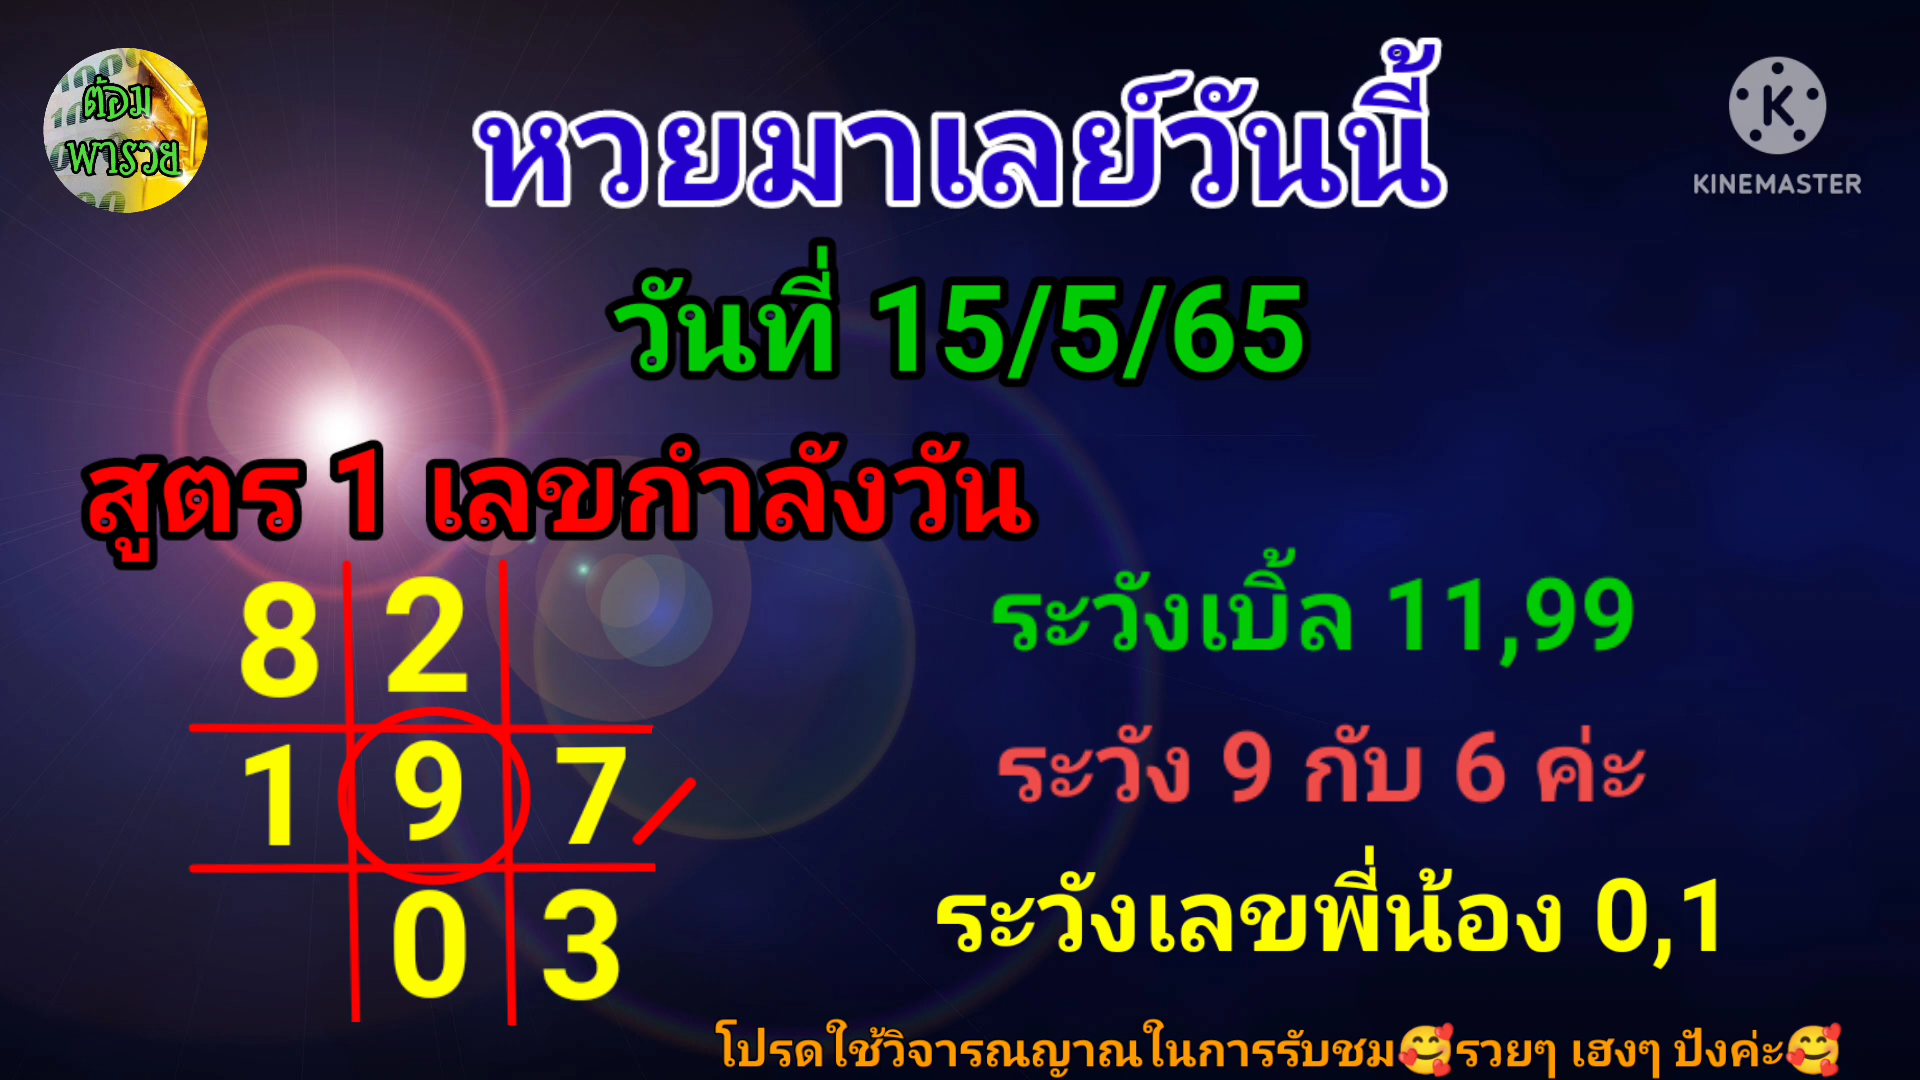 ต้อม
พารวย
หวยมาเลย์วันนี้
KINEMASTER
วันที่ 15/5/65
สูตร 1 เลขกำลังวัน
8 2
1 9 7
0 3
ระวังเบิ้ล 11,99
ระวัง 9 กับ 6 ค่ะ
ระวังเลขพี่น้อง 0,1
โปรดใช้วิจารณญาณในการรับชม🥰รวยๆ เฮงๆ ปังค่ะ🥰